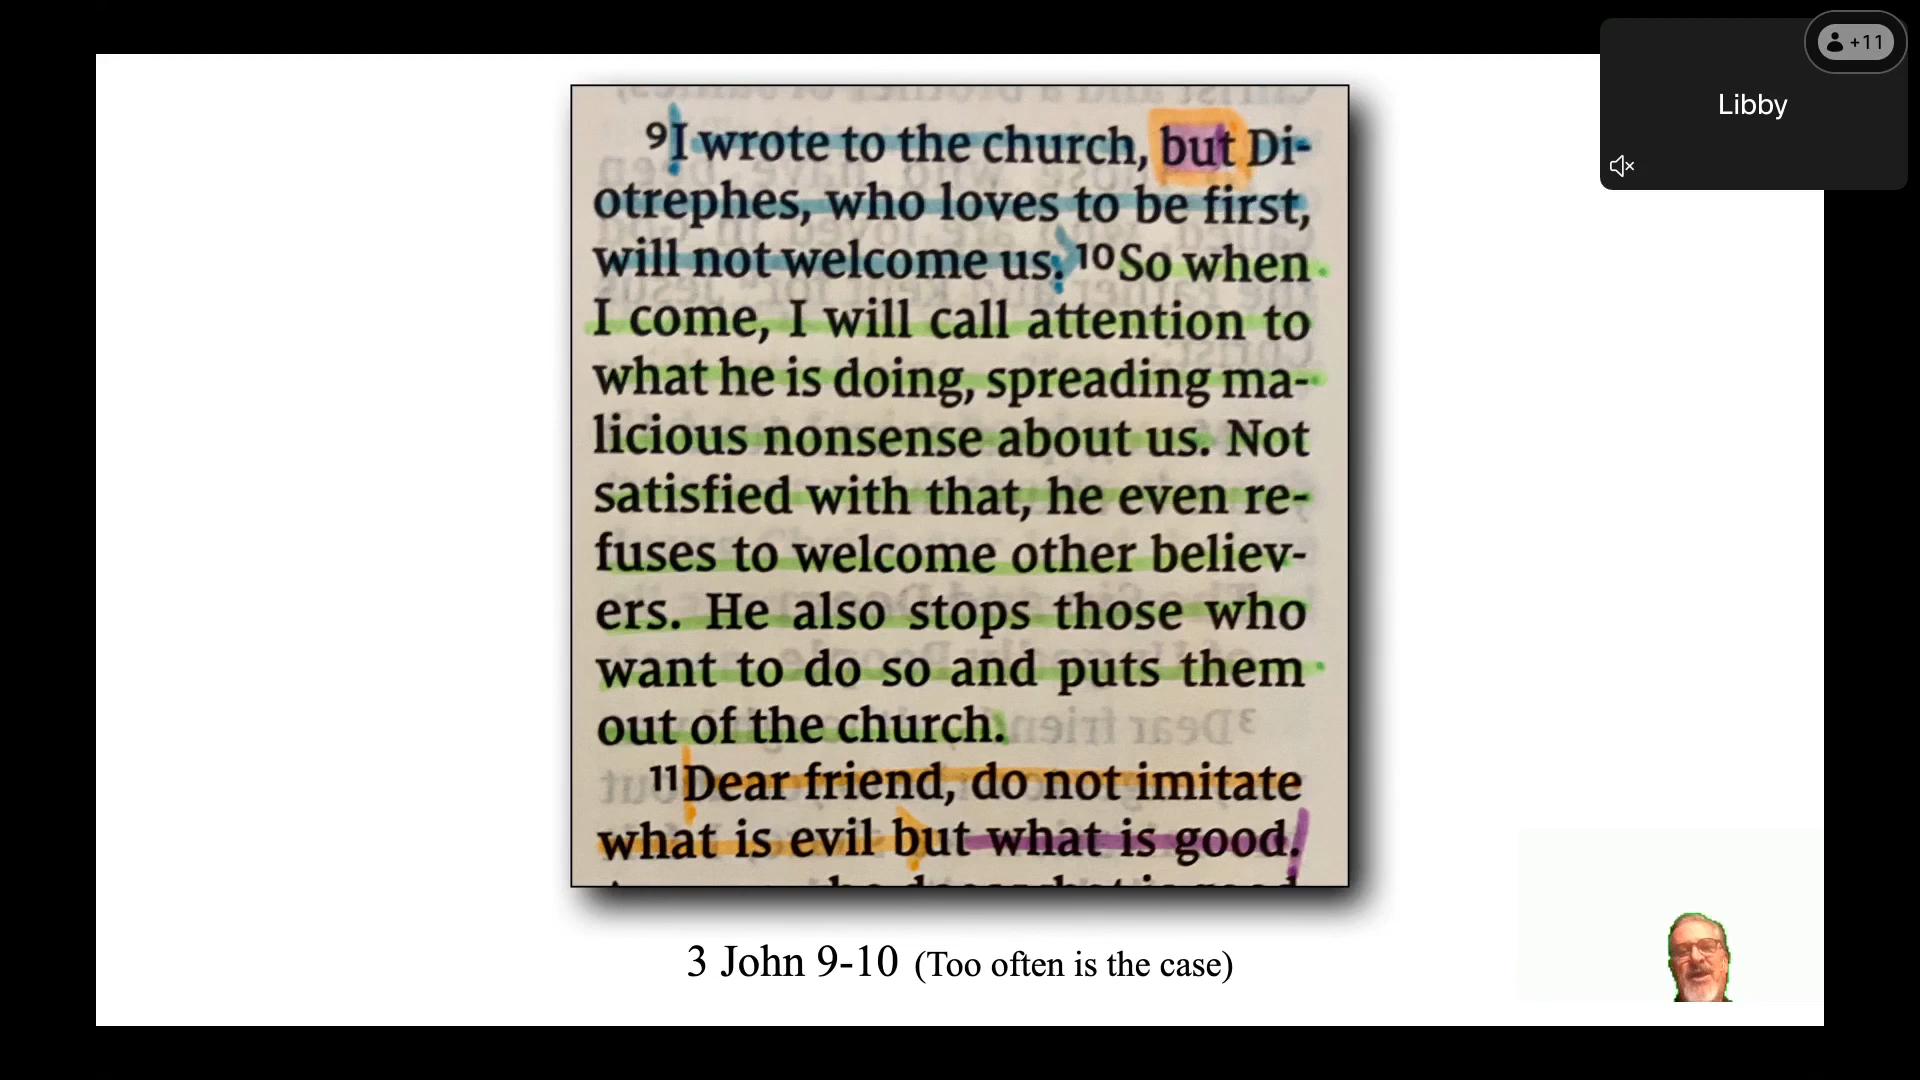 +11
Libby
⁹I wrote to the church, but Di-
otrephes, who loves to be first,
will not welcome us. ¹⁰So when
I come, I will call attention to
what he is doing, spreading ma-
licious nonsense about us. Not
satisfied with that, he even re-
fuses to welcome other believ-
ers. He also stops those who
want to do so and puts them
out of the church.
¹¹Dear friend, do not imitate
what is evil but what is good.
3 John 9-10 (Too often is the case)